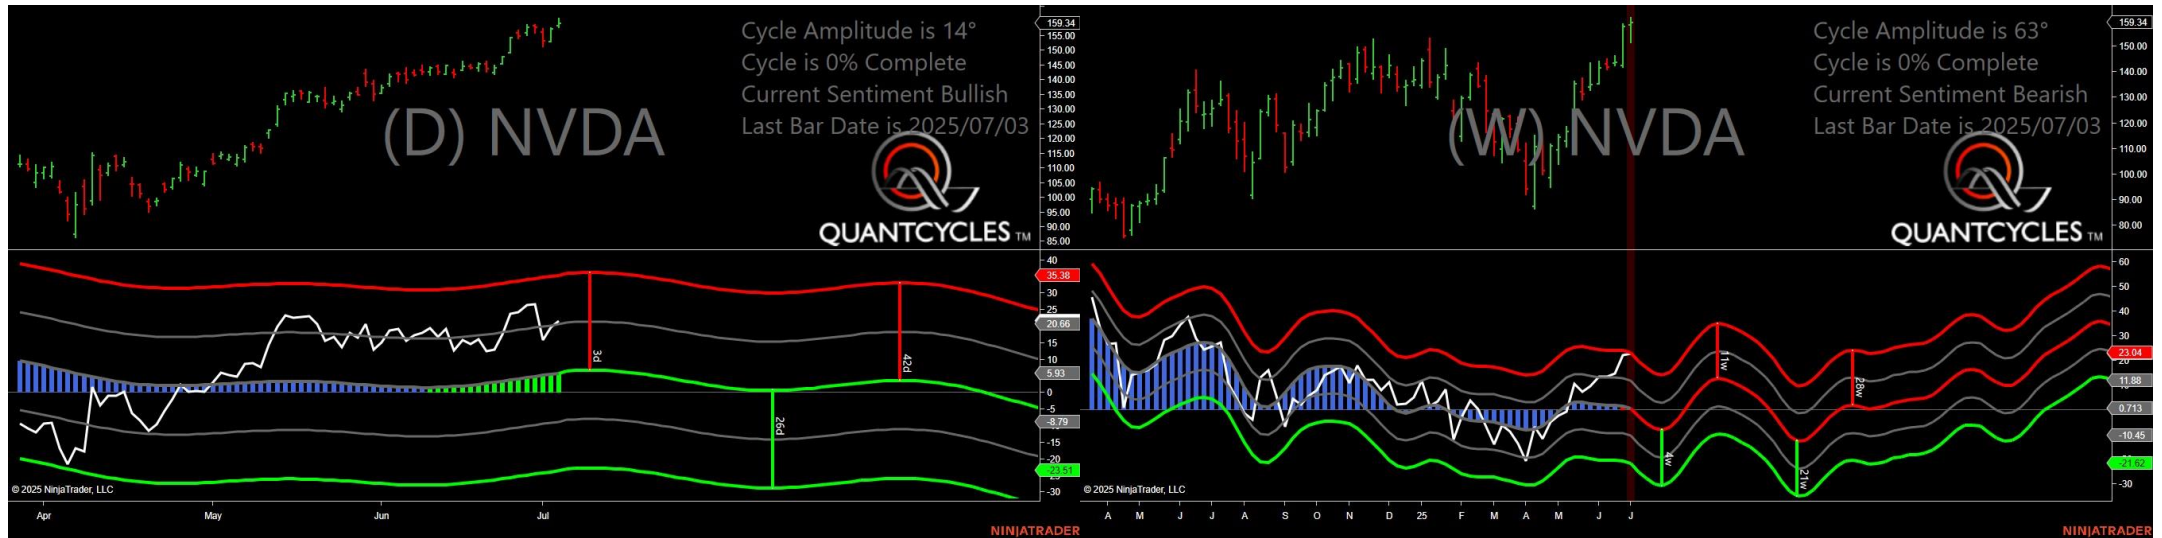 Cycle Amplitude is 14°
Cycle is 0% Complete
Current Sentiment Bullish
Last Bar Date is 2025/07/03
(D) NVDA
QUANTCYCLES TM
159.34
155.00
150.00
145.00
140.00
135.00
130.00
125.00
120.00
115.00
110.00
105.00
100.00
95.00
90.00
85.00
40
35.38
30
25
20.66
15
10
5.93
0
-5
-8.79
-15
-20
-23.51
-30
3d
26d
42d
© 2025 NinjaTrader, LLC
Apr May Jun Jul
NINJATRADER
Cycle Amplitude is 63°
Cycle is 0% Complete
Current Sentiment Bearish
Last Bar Date is 2025/07/03
(W) NVDA
QUANTCYCLES TM
159.34
150.00
140.00
130.00
120.00
110.00
100.00
90.00
80.00
60
50
40
30
23.04
11.88
0.713
-10.45
-21.62
-30
4w
11w
21w
28w
© 2025 NinjaTrader, LLC
A M J J A S O N D 25 F M A M J J
NINJATRADER